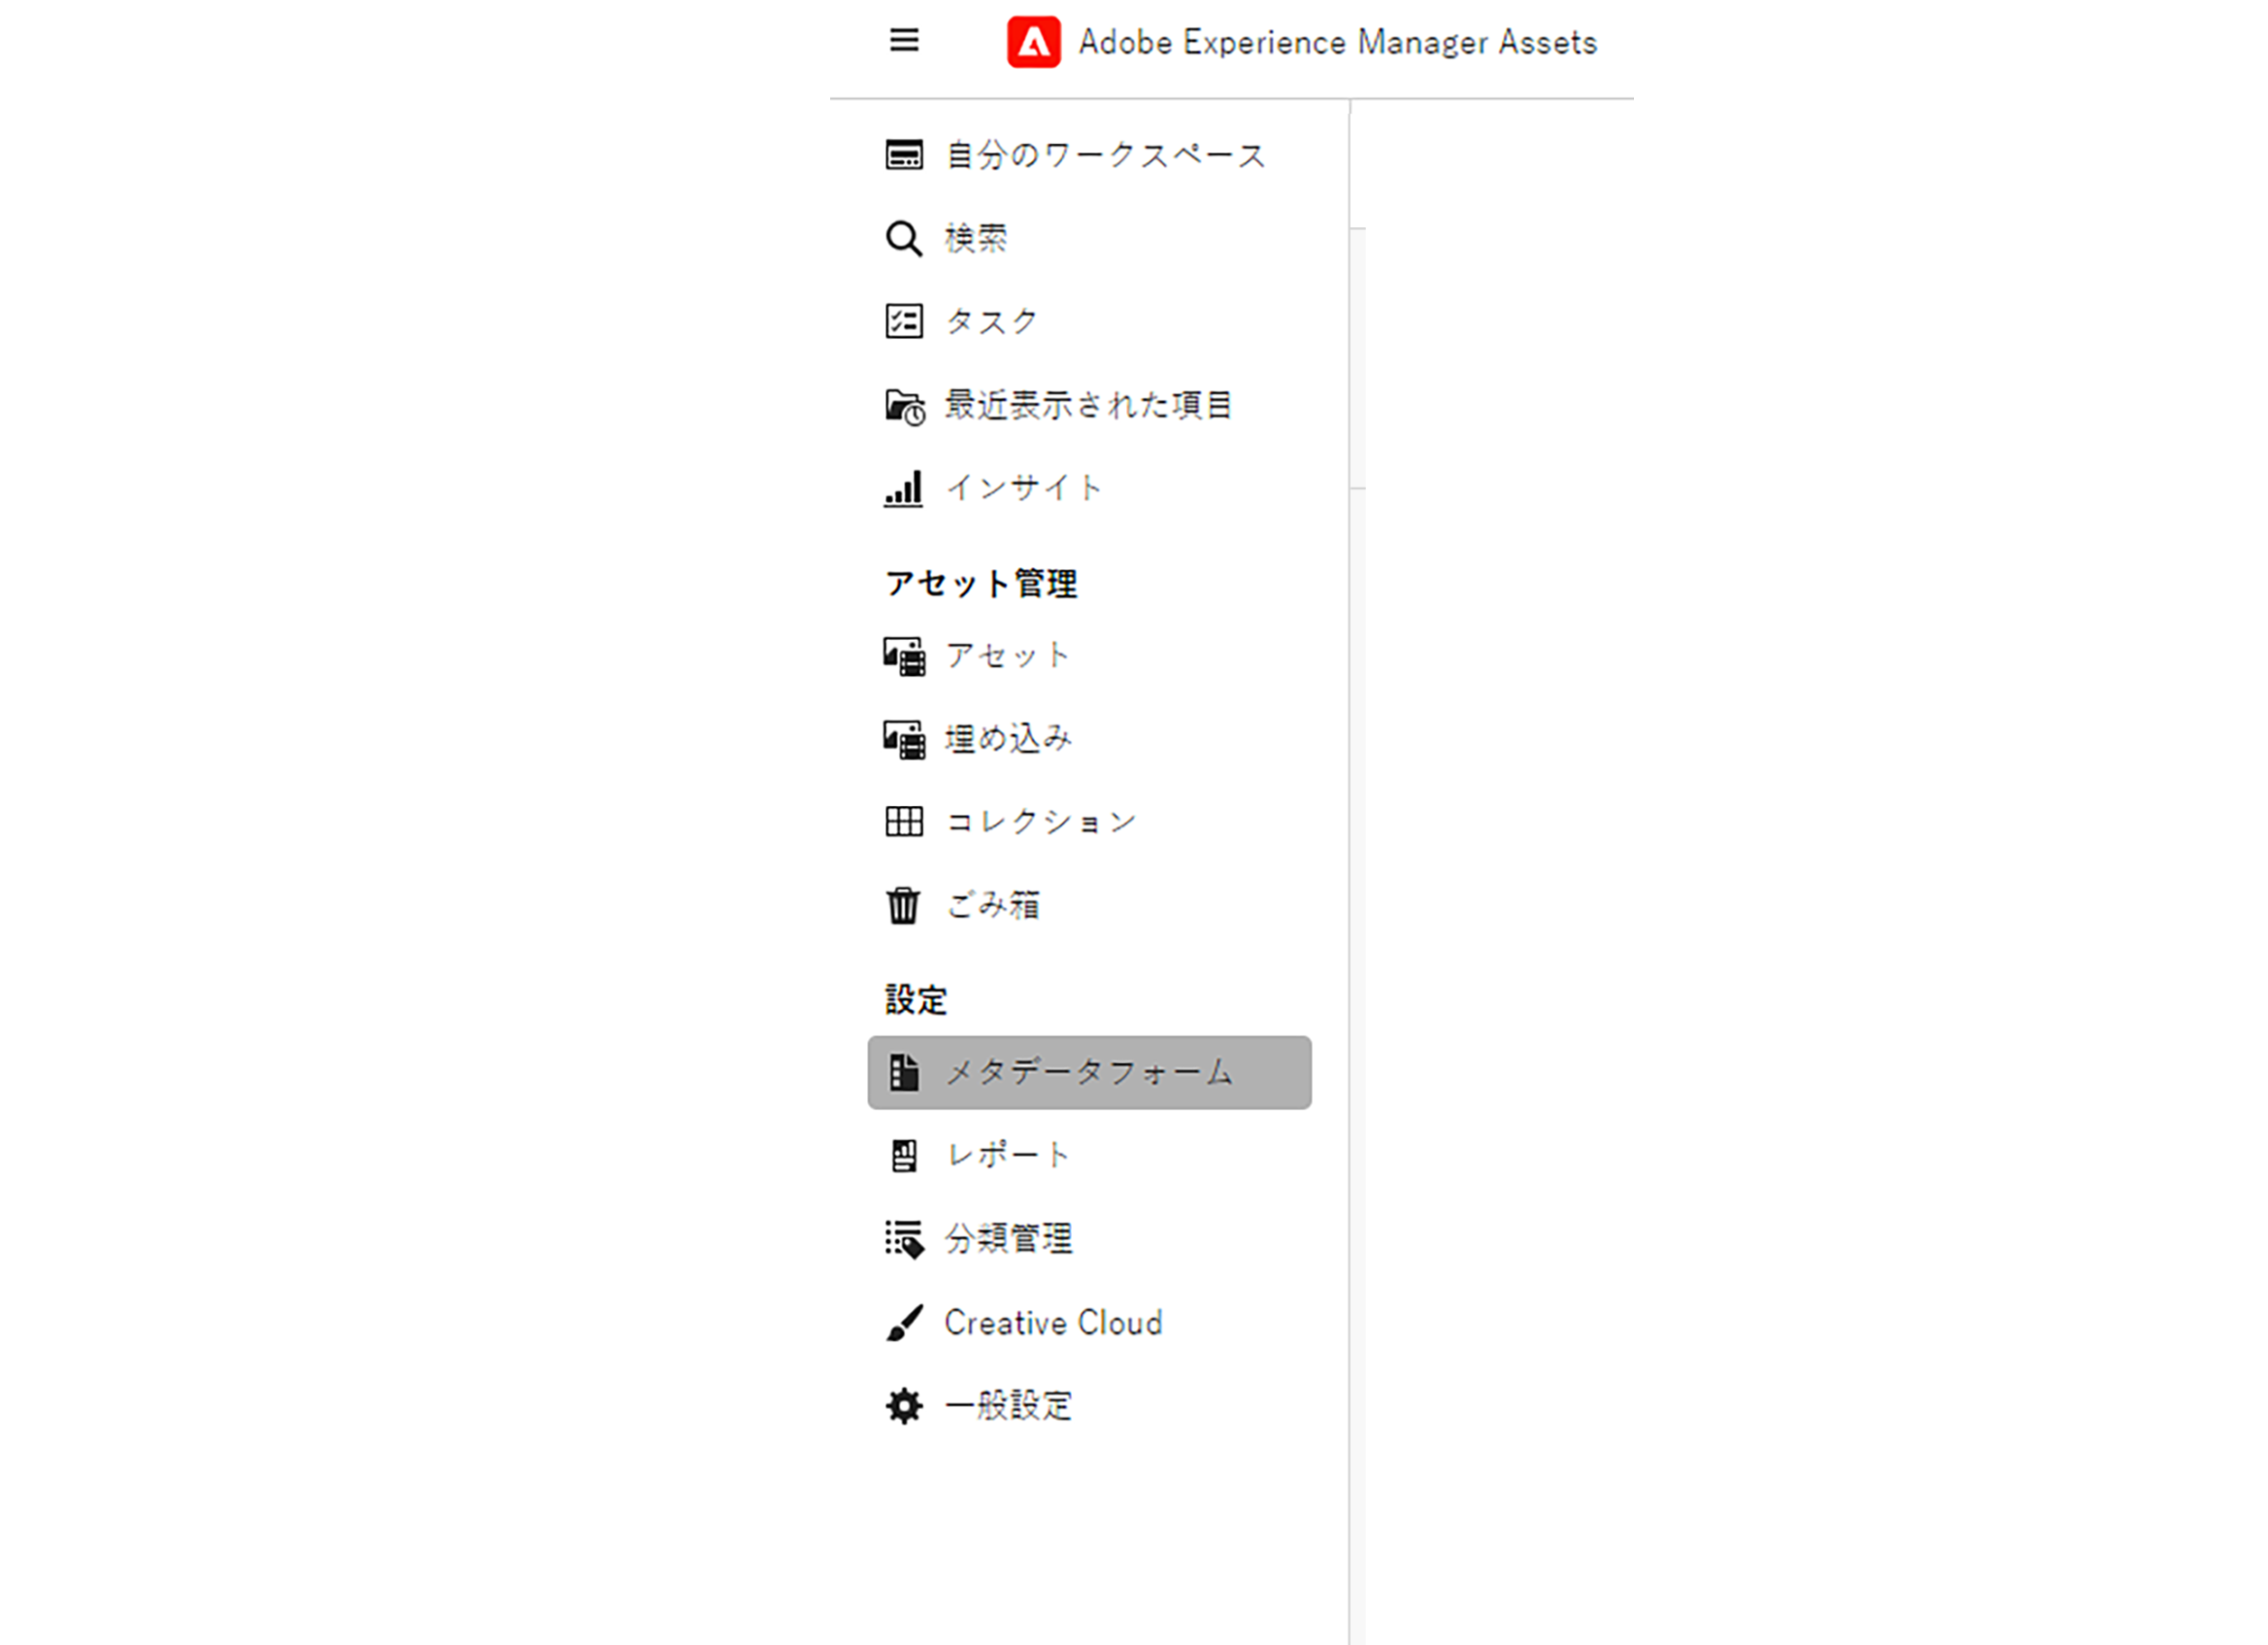 Adobe Experience Manager Assets
自分のワークスペース
検索
タスク
最近表示された項目
インサイト
アセット管理
アセット
埋め込み
コレクション
ごみ箱
設定
メタデータフォーム
レポート
分類管理
Creative Cloud
一般設定